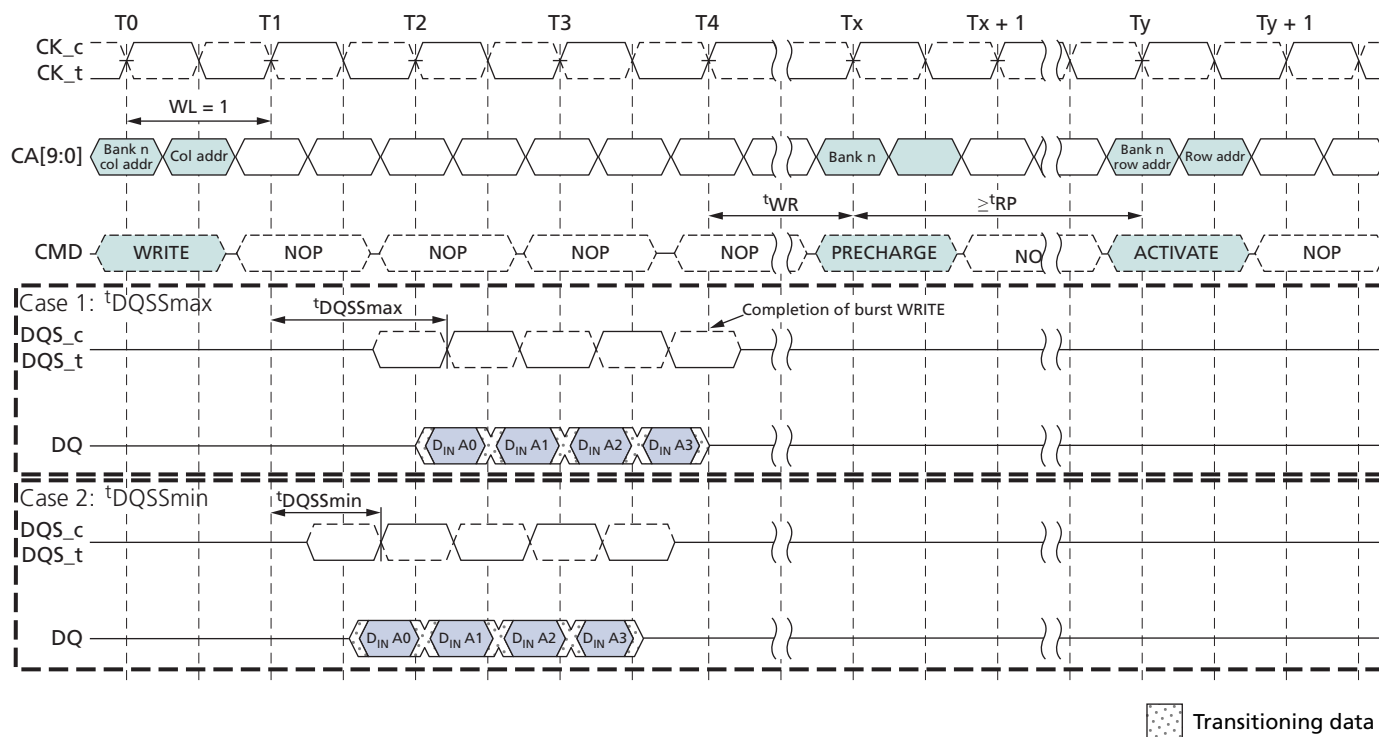 T0 T1 T2 T3 T4 Tx Tx + 1 Ty Ty + 1
CK_c
CK_t
WL = 1
CA[9:0] Bank n col addr Col addr Bank n Bank n row addr Row addr
tWR ≥tRP
CMD WRITE NOP NOP NOP NOP PRECHARGE NO ACTIVATE NOP
Case 1: tDQSSmax
tDQSSmax
Completion of burst WRITE
DQS_c
DQS_t
DQ DIN A0 DIN A1 DIN A2 DIN A3
Case 2: tDQSSmin
tDQSSmin
DQS_c
DQS_t
DQ DIN A0 DIN A1 DIN A2 DIN A3
Transitioning data